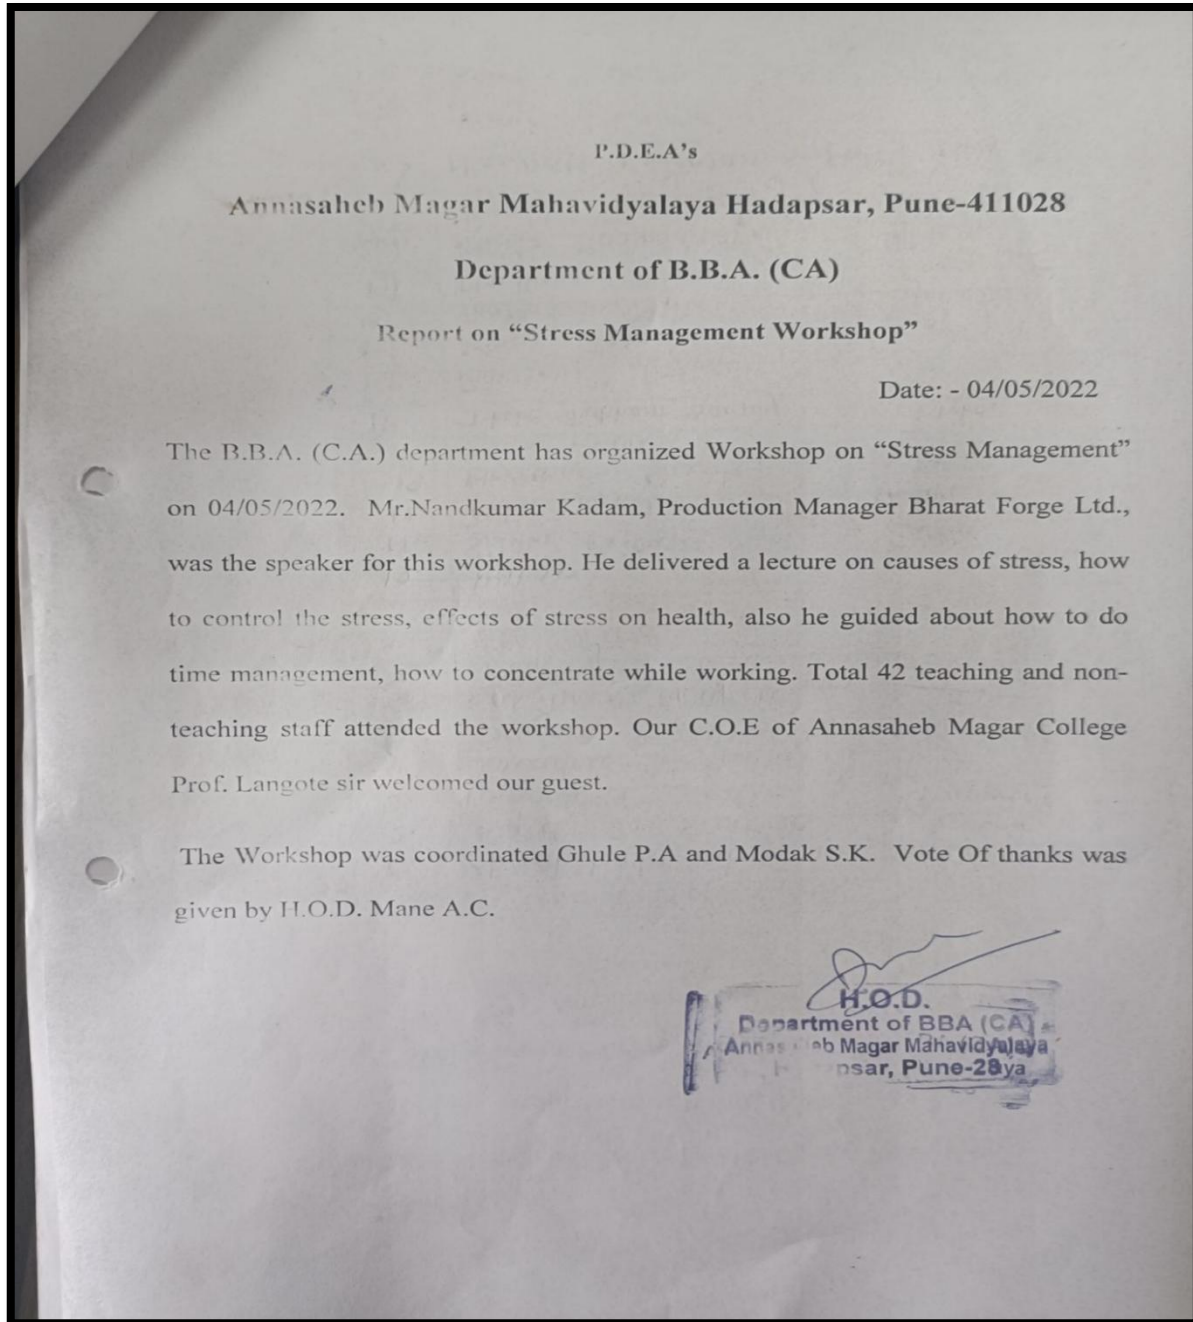 P.D.E.A's
Annasaheb Magar Mahavidyalaya Hadapsar, Pune-411028
Department of B.B.A. (CA)
Report on “Stress Management Workshop”
Date: - 04/05/2022
The B.B.A. (C.A.) department has organized Workshop on “Stress Management”
on 04/05/2022. Mr.Nandkumar Kadam, Production Manager Bharat Forge Ltd.,
was the speaker for this workshop. He delivered a lecture on causes of stress, how
to control the stress, effects of stress on health, also he guided about how to do
time management, how to concentrate while working. Total 42 teaching and non-
teaching staff attended the workshop. Our C.O.E of Annasaheb Magar College
Prof. Langote sir welcomed our guest.
The Workshop was coordinated Ghule P.A and Modak S.K. Vote Of thanks was
given by H.O.D. Mane A.C.
H.O.D.
Department of BBA (CA)
Magar Mahavidyalaya
Pune-28